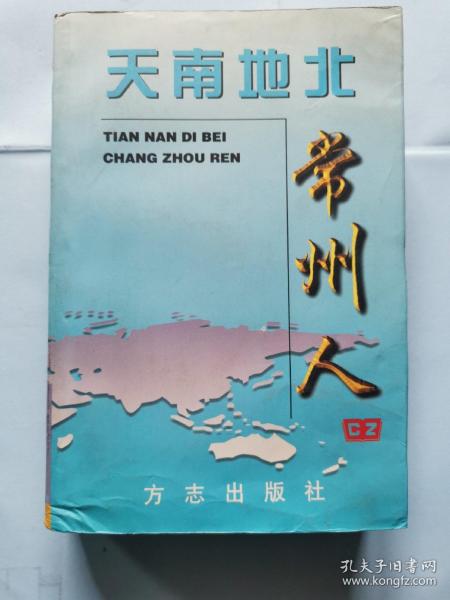 天南地北
TIAN NAN DI BEI
CHANG ZHOU REN
常州人
CZ
方志出版社
孔夫子旧书网
www.kongfz.com